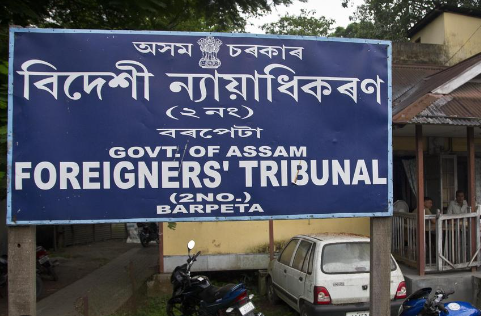 অসম চৰকাৰ
বিদেশী ন্যায়াধিকৰণ
(২ নং)
বৰপেটা
GOVT. OF ASSAM
FOREIGNERS' TRIBUNAL
(2NO.)
BARPETA